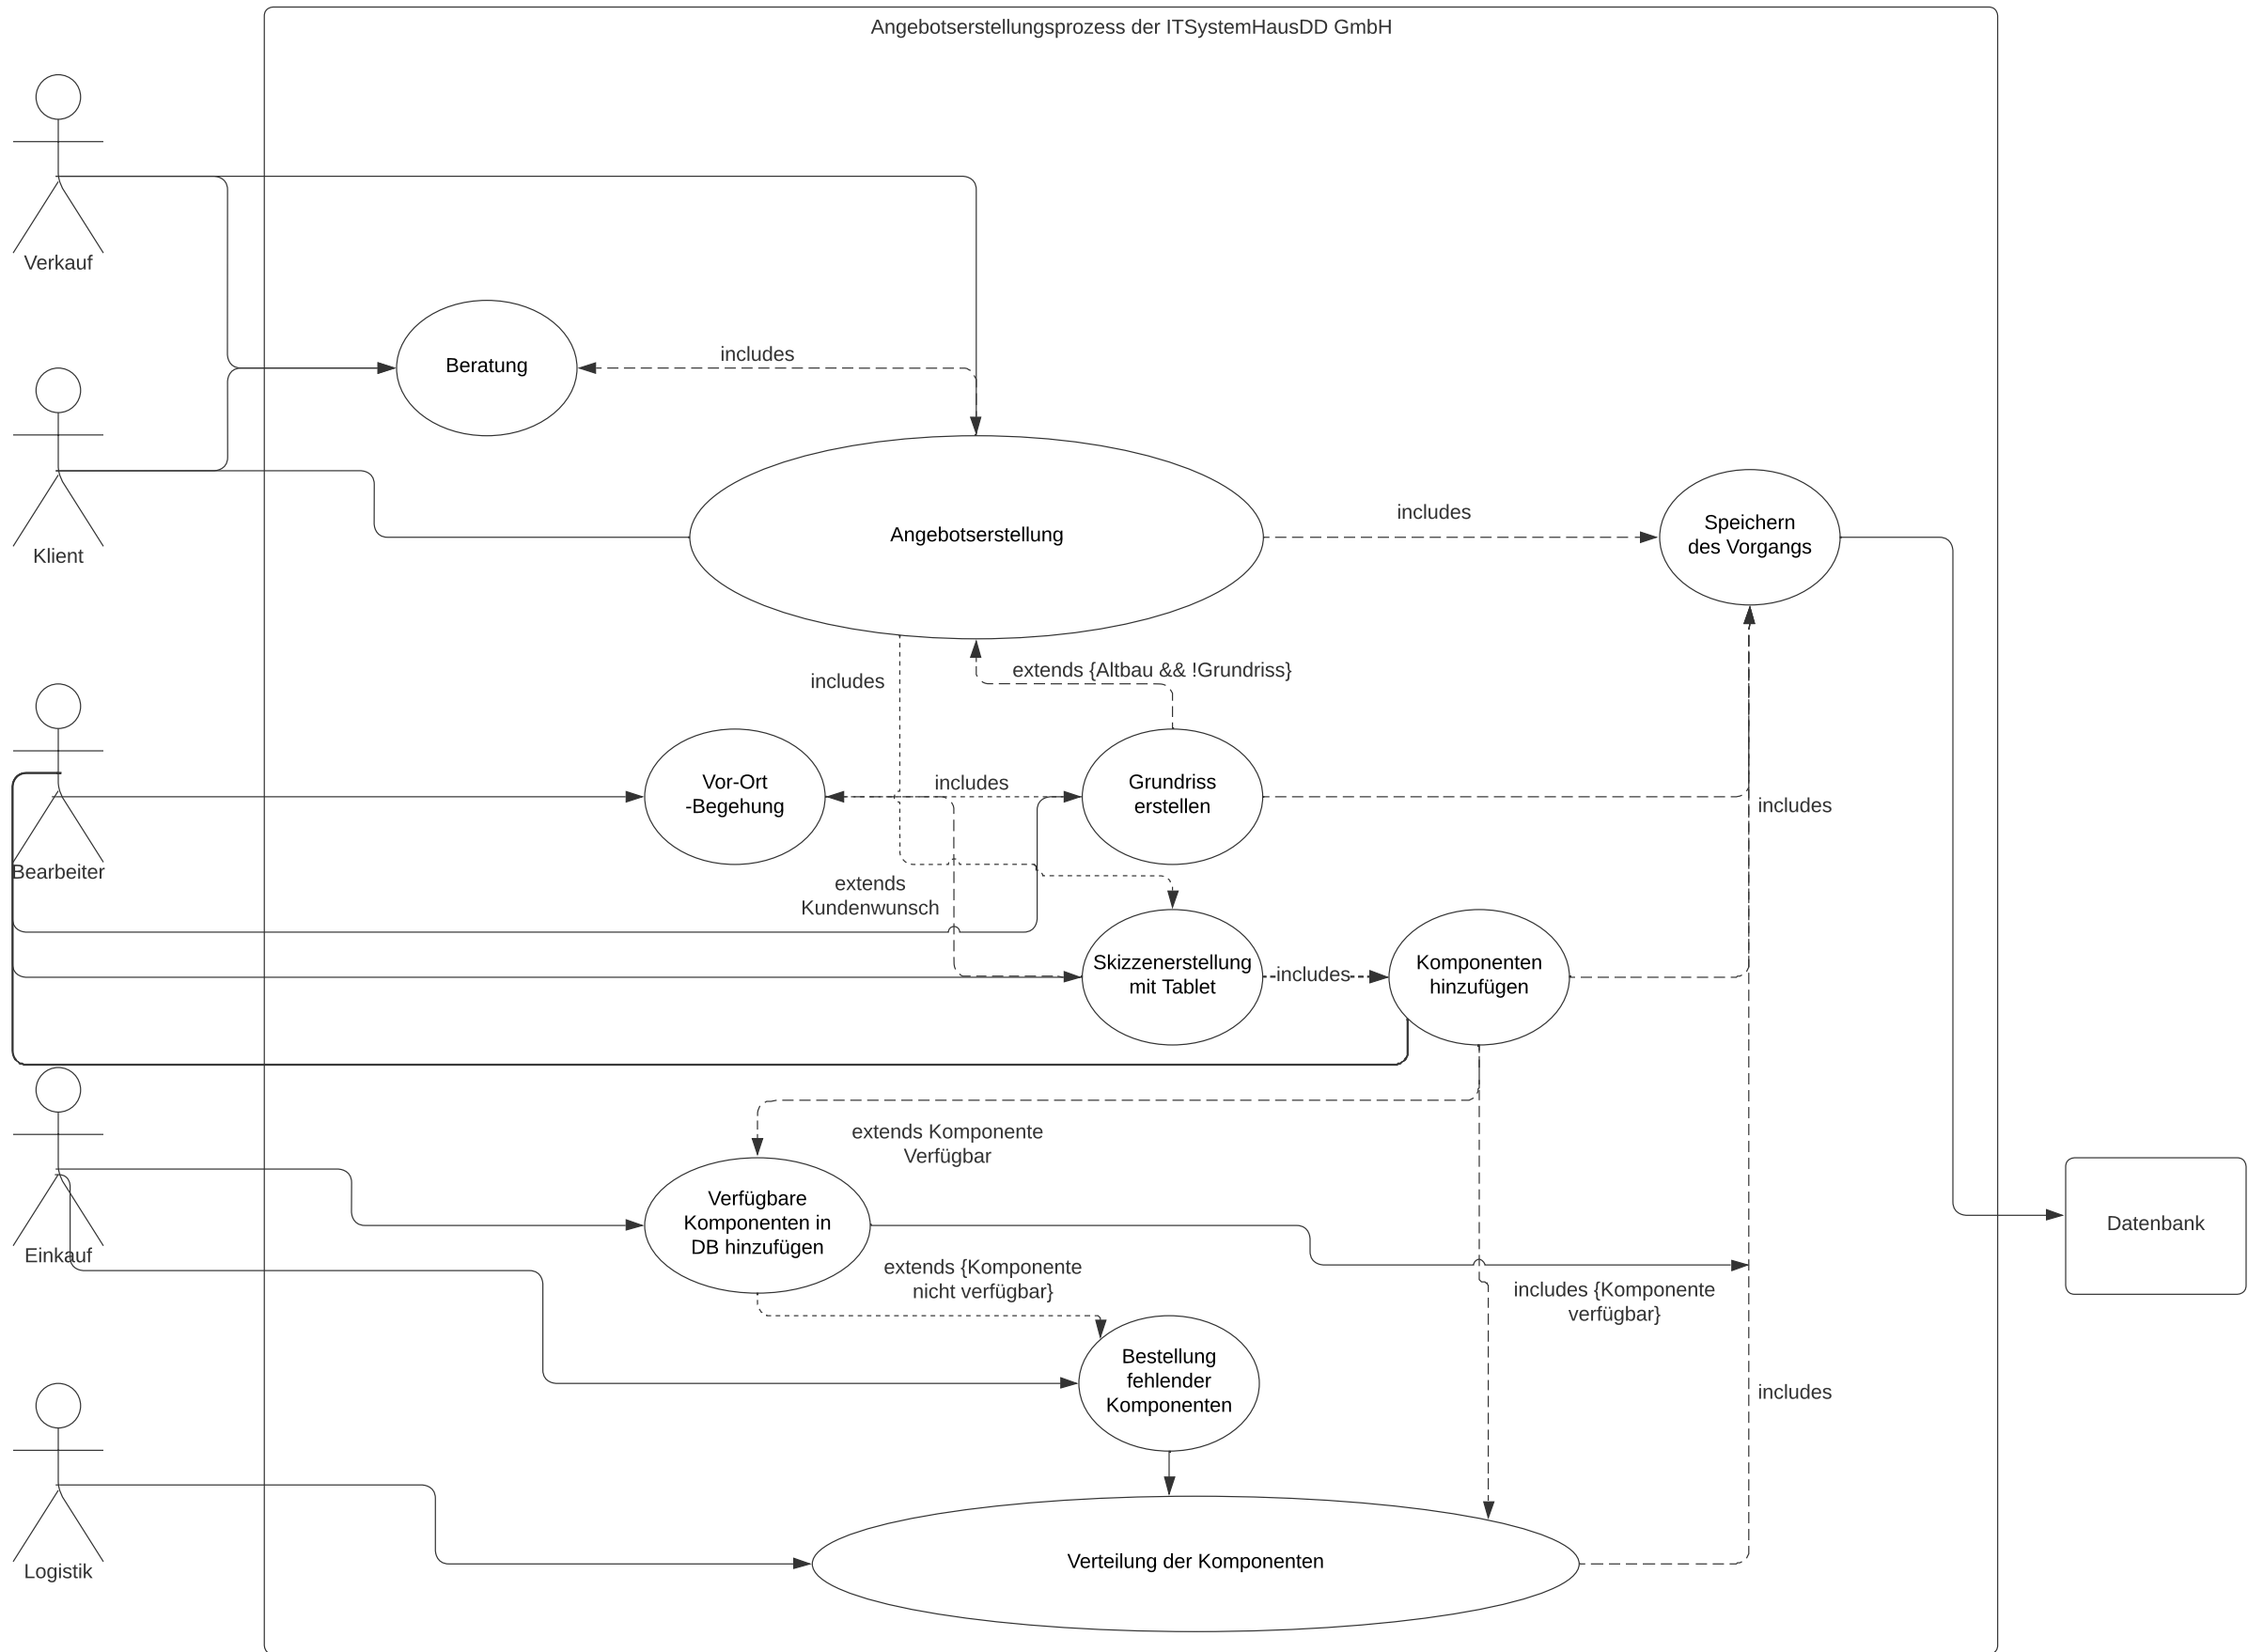 Angebotserstellungsprozess der ITSystemHausDD GmbH
Verkauf
Beratung
includes
Klient
Angebotserstellung
includes
Speichern
des Vorgangs
includes
extends {Altbau && !Grundriss}
Bearbeiter
Vor-Ort
-Begehung
includes
Grundriss
erstellen
includes
extends
Kundenwunsch
Skizzenerstellung
mit Tablet
includes
Komponenten
hinzufügen
extends Komponente
Verfügbar
Einkauf
Verfügbare
Komponenten in
DB hinzufügen
Datenbank
extends {Komponente
nicht verfügbar}
includes {Komponente
verfügbar}
Bestellung
fehlender
Komponenten
includes
Logistik
Verteilung der Komponenten